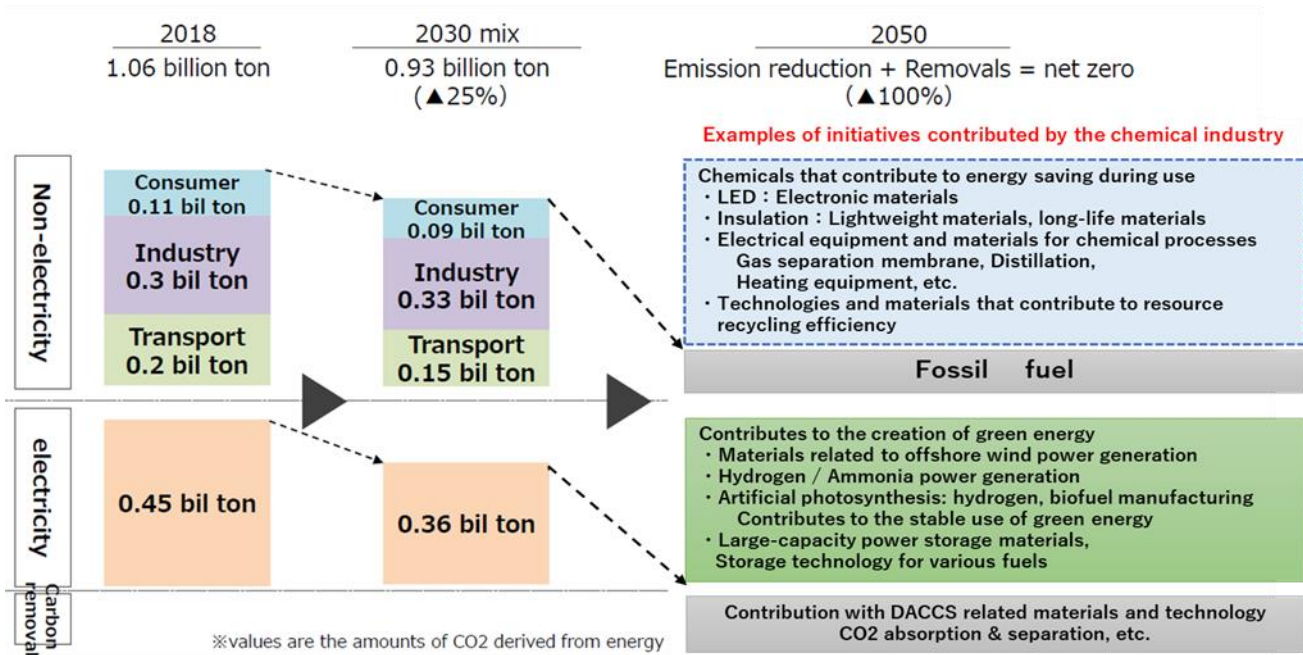 2018
1.06 billion ton
2030 mix
0.93 billion ton
(▲25%)
2050
Emission reduction + Removals = net zero
(▲100%)
Examples of initiatives contributed by the chemical industry
Non-electricity
Consumer
0.11 bil ton
Industry
0.3 bil ton
Transport
0.2 bil ton
Consumer
0.09 bil ton
Industry
0.33 bil ton
Transport
0.15 bil ton
Chemicals that contribute to energy saving during use
・LED：Electronic materials
・Insulation：Lightweight materials, long-life materials
・Electrical equipment and materials for chemical processes
Gas separation membrane, Distillation,
Heating equipment, etc.
・Technologies and materials that contribute to resource
recycling efficiency
Fossil fuel
electricity
0.45 bil ton
0.36 bil ton
Contributes to the creation of green energy
・Materials related to offshore wind power generation
・Hydrogen / Ammonia power generation
・Artificial photosynthesis: hydrogen, biofuel manufacturing
Contributes to the stable use of green energy
・Large-capacity power storage materials,
Storage technology for various fuels
Carbon
removal
※values are the amounts of CO2 derived from energy
Contribution with DACCS related materials and technology
CO2 absorption & separation, etc.